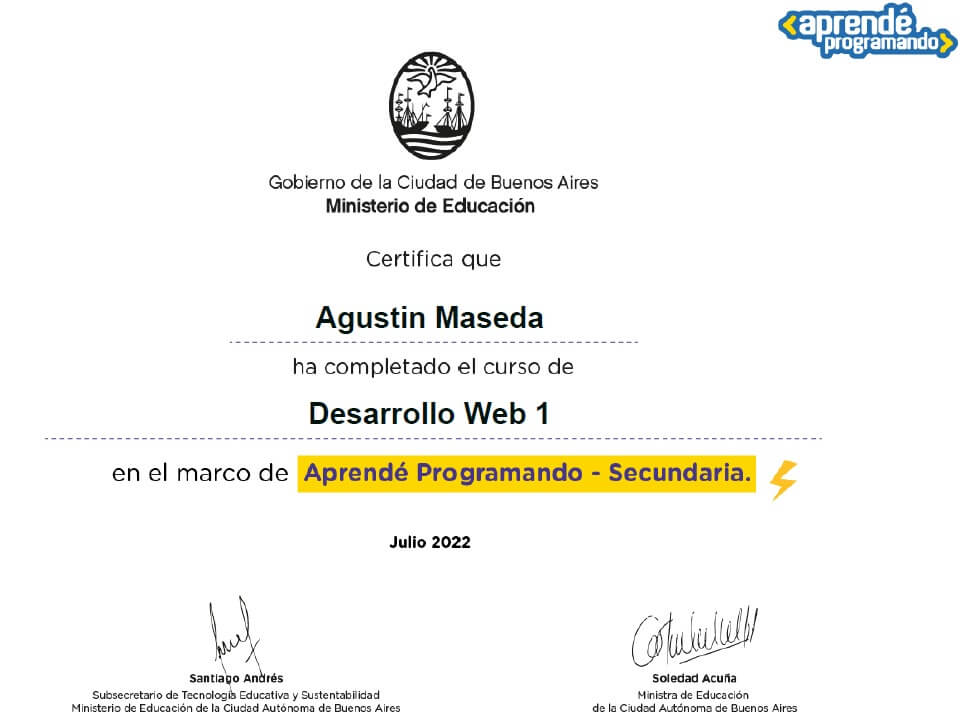 <aprendé
programando>
Gobierno de la Ciudad de Buenos Aires
Ministerio de Educación
Certifica que
Agustin Maseda
ha completado el curso de
Desarrollo Web 1
en el marco de Aprendé Programando - Secundaria.
Julio 2022
Santiago Andrés
Subsecretario de Tecnología Educativa y Sustentabilidad
Ministerio de Educación de la Ciudad Autónoma de Buenos Aires
Soledad Acuña
Ministra de Educación
de la Ciudad Autónoma de Buenos Aires